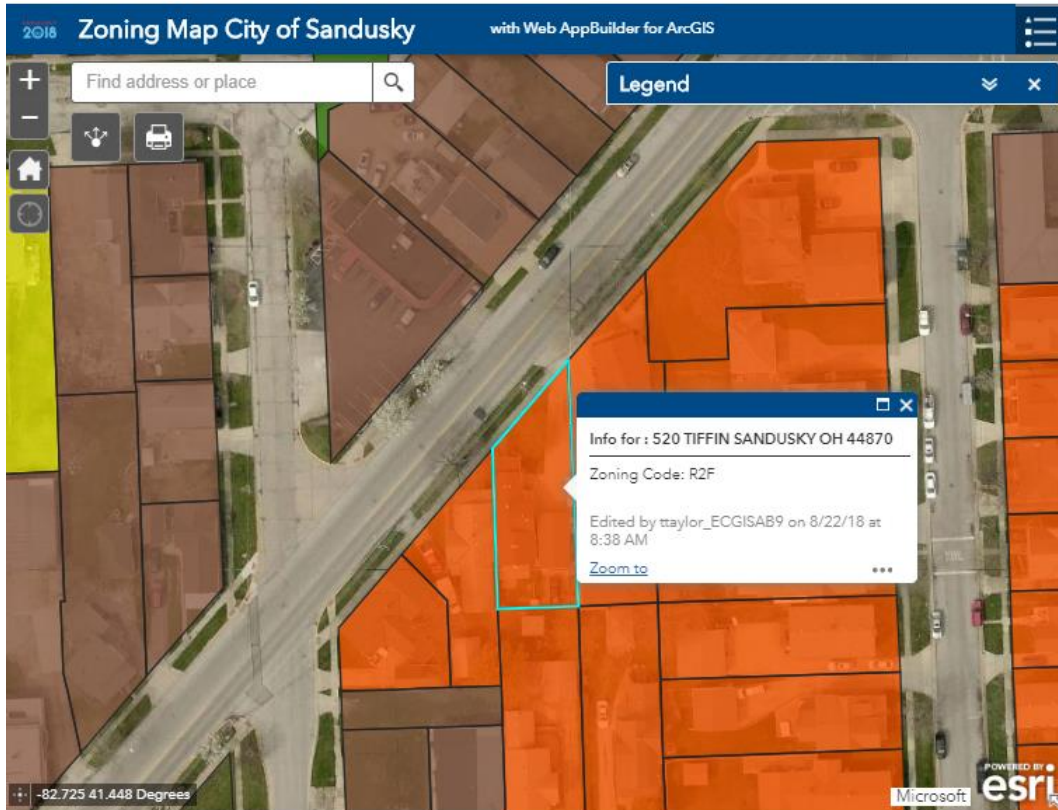 2018 Zoning Map City of Sandusky with Web AppBuilder for ArcGIS
+
Find address or place
Legend
−
Info for : 520 TIFFIN SANDUSKY OH 44870
Zoning Code: R2F
Edited by ttaylor_ECGISAB9 on 8/22/18 at
8:38 AM
Zoom to
-82.725 41.448 Degrees
Microsoft
POWERED BY
esri